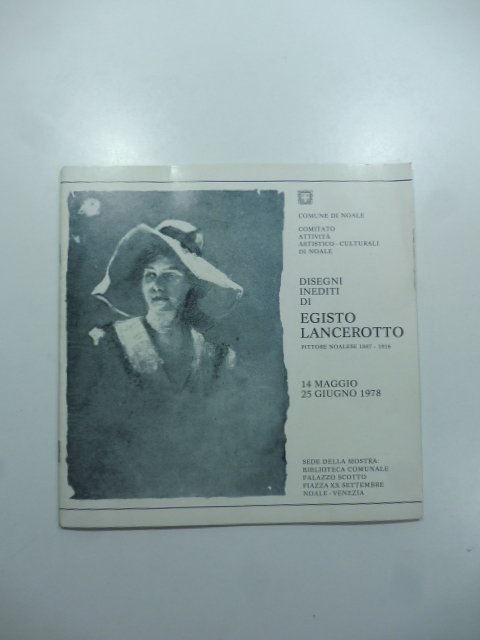 COMUNE DI NOALE
COMITATO
ATTIVITÀ
ARTISTICO - CULTURALI
DI NOALE
DISEGNI
INEDITI
DI
EGISTO
LANCEROTTO
PITTORE NOALESE 1847 - 1916
14 MAGGIO
25 GIUGNO 1978
SEDE DELLA MOSTRA:
BIBLIOTECA COMUNALE
PALAZZO SCOTTO
PIAZZA XX SETTEMBRE
NOALE - VENEZIA